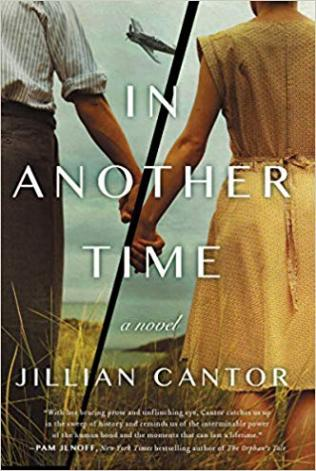 IN
ANOTHER
TIME
a novel
JILLIAN CANTOR
"With her bracing prose and unflinching eye, Cantor catches us up
in the sweep of history and reminds us of the interminable power
of the human bond and the moments that can last a lifetime."
—PAM JENOFF, New York Times bestselling author of The Orphan's Tale